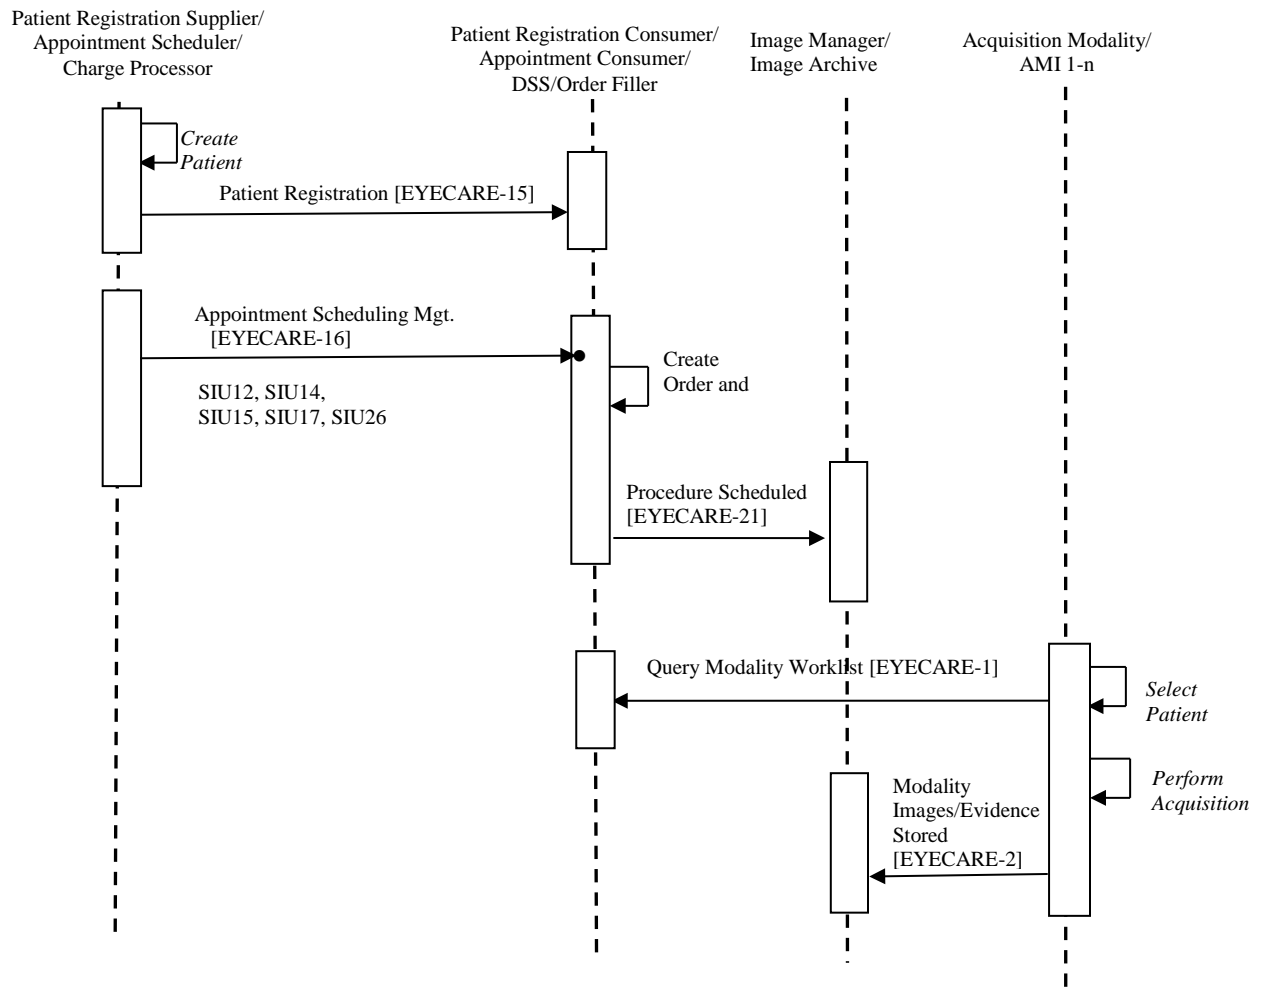 Patient Registration Supplier/
Appointment Scheduler/
Charge Processor
Patient Registration Consumer/
Appointment Consumer/
DSS/Order Filler
Image Manager/
Image Archive
Acquisition Modality/
AMI 1-n
Create
Patient
Patient Registration [EYECARE-15]
Appointment Scheduling Mgt.
[EYECARE-16]
SIU12, SIU14,
SIU15, SIU17, SIU26
Create
Order and
Procedure Scheduled
[EYECARE-21]
Query Modality Worklist [EYECARE-1]
Select
Patient
Perform
Acquisition
Modality
Images/Evidence
Stored
[EYECARE-2]